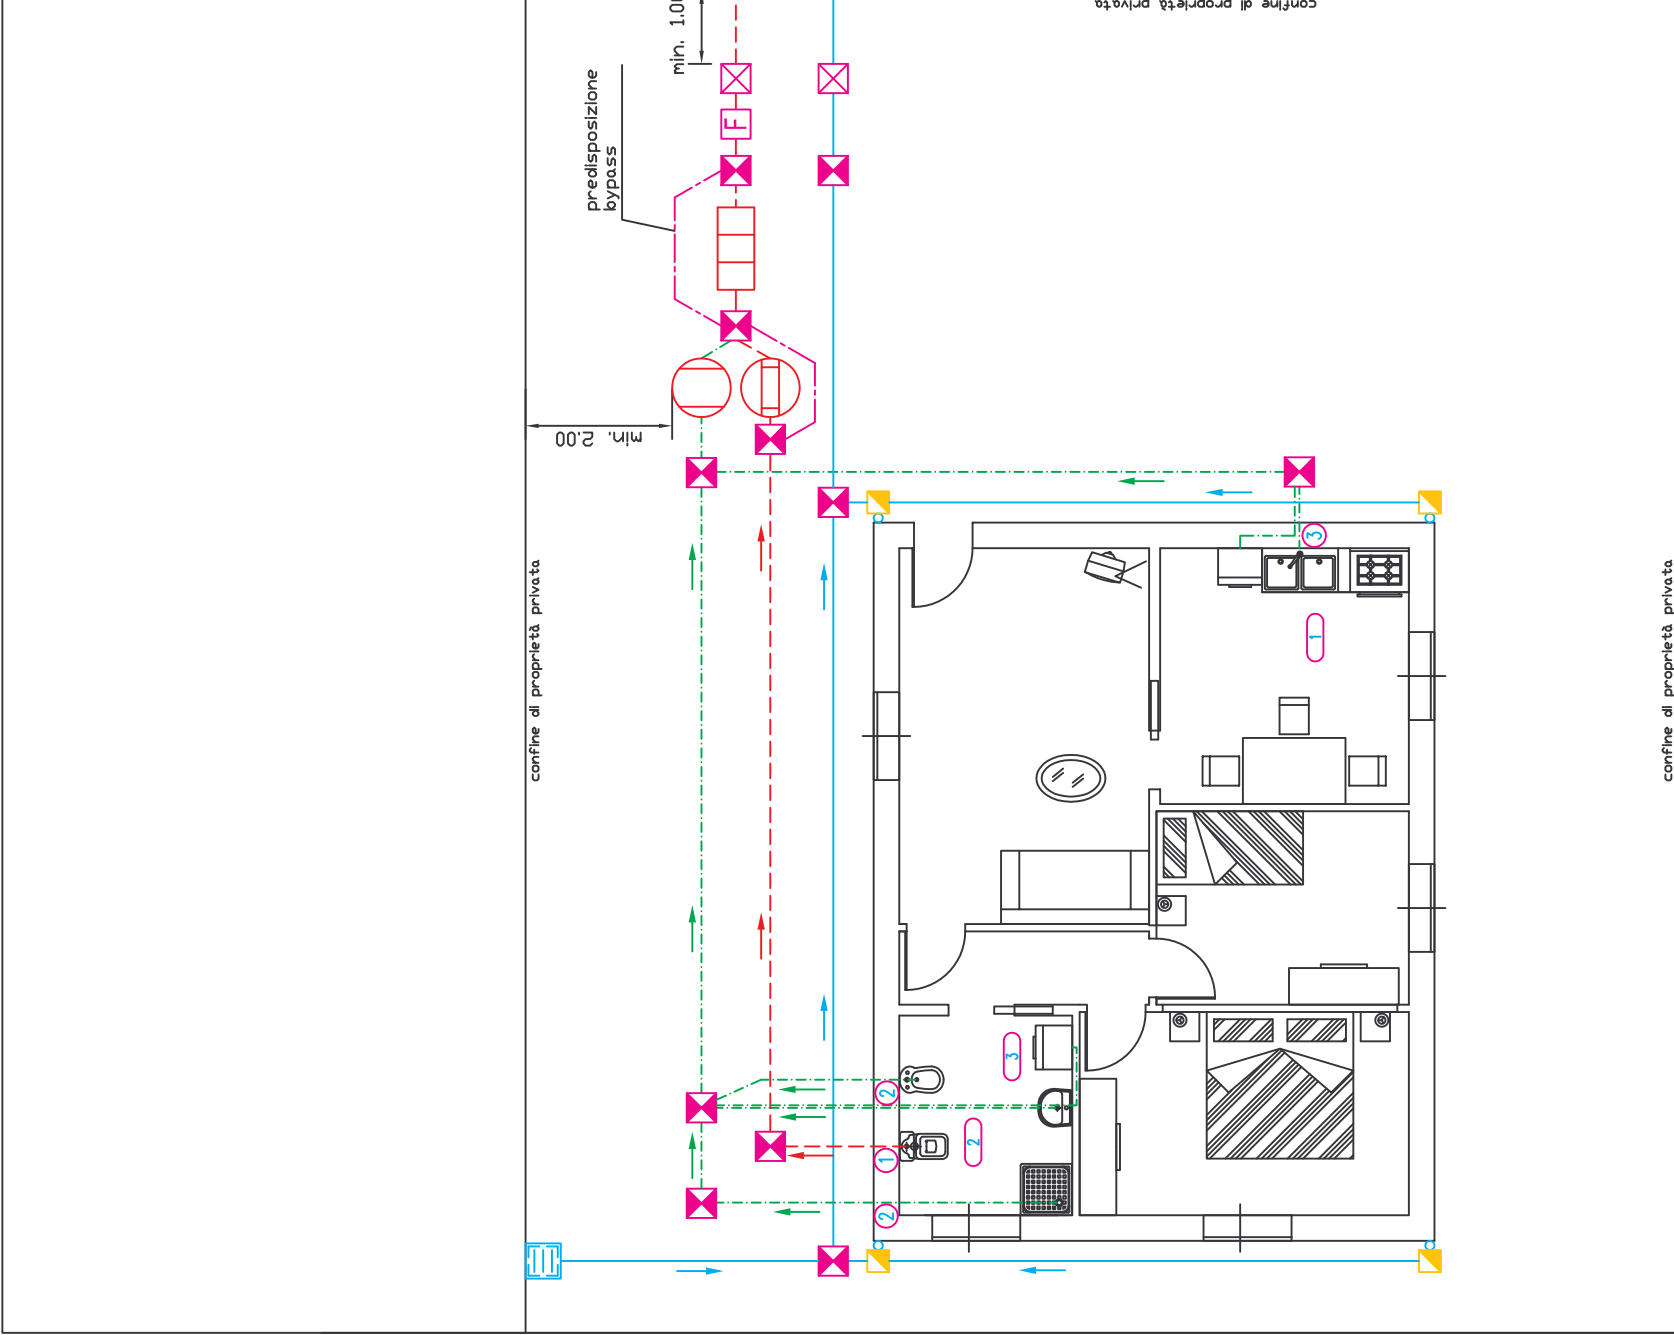 confine di proprietà privata
min. 1.00
F
predisposizione
bypass
min. 2.00
confine di proprietà privata
confine di proprietà privata
3
1
3
2
2
1
2